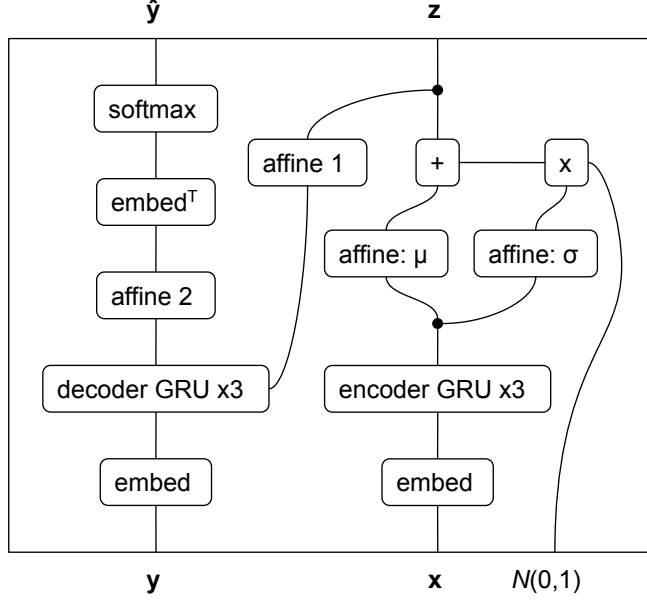 ŷ z
softmax
affine 1 + x
embedᵀ
affine: μ affine: σ
affine 2
decoder GRU x3 encoder GRU x3
embed embed
y x N(0,1)